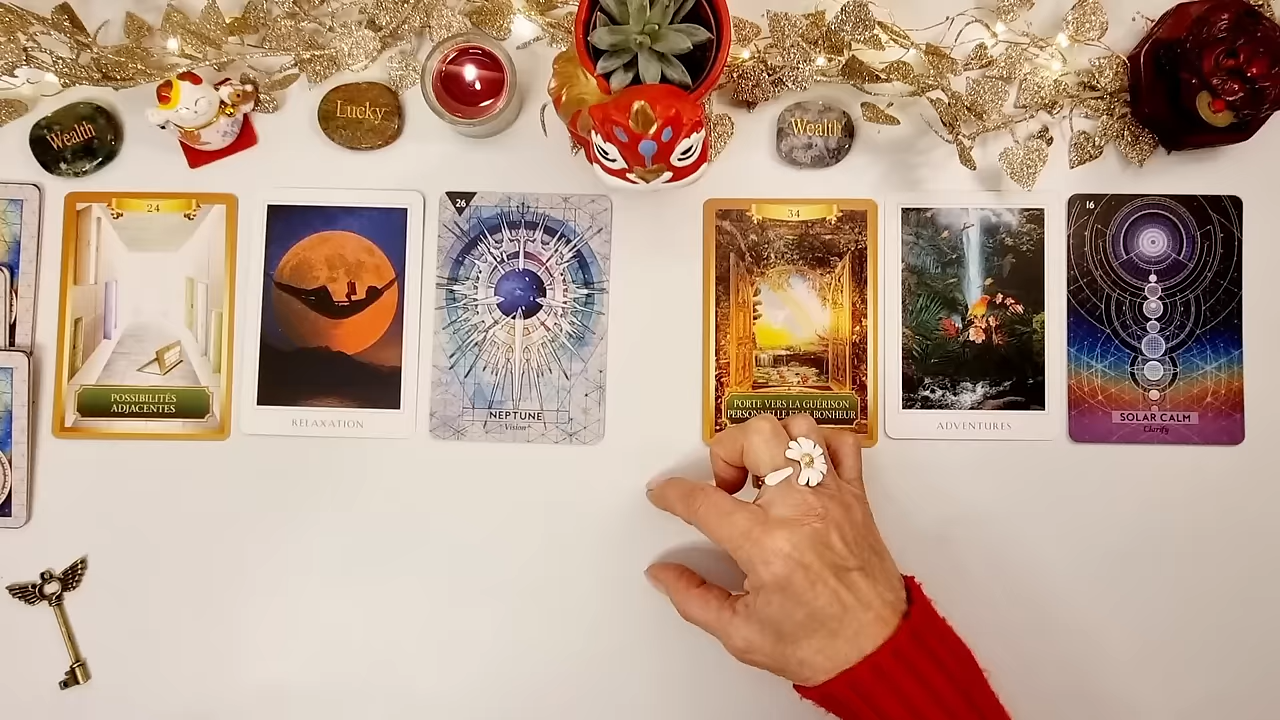 Wealth
Lucky
Wealth
24
POSSIBILITÉS
ADJACENTES
RELAXATION
26
NEPTUNE
Vision
34
PORTE VERS LA GUÉRISON
PERSONNELLE ET LE BONHEUR
ADVENTURES
16
SOLAR CALM
Clarify